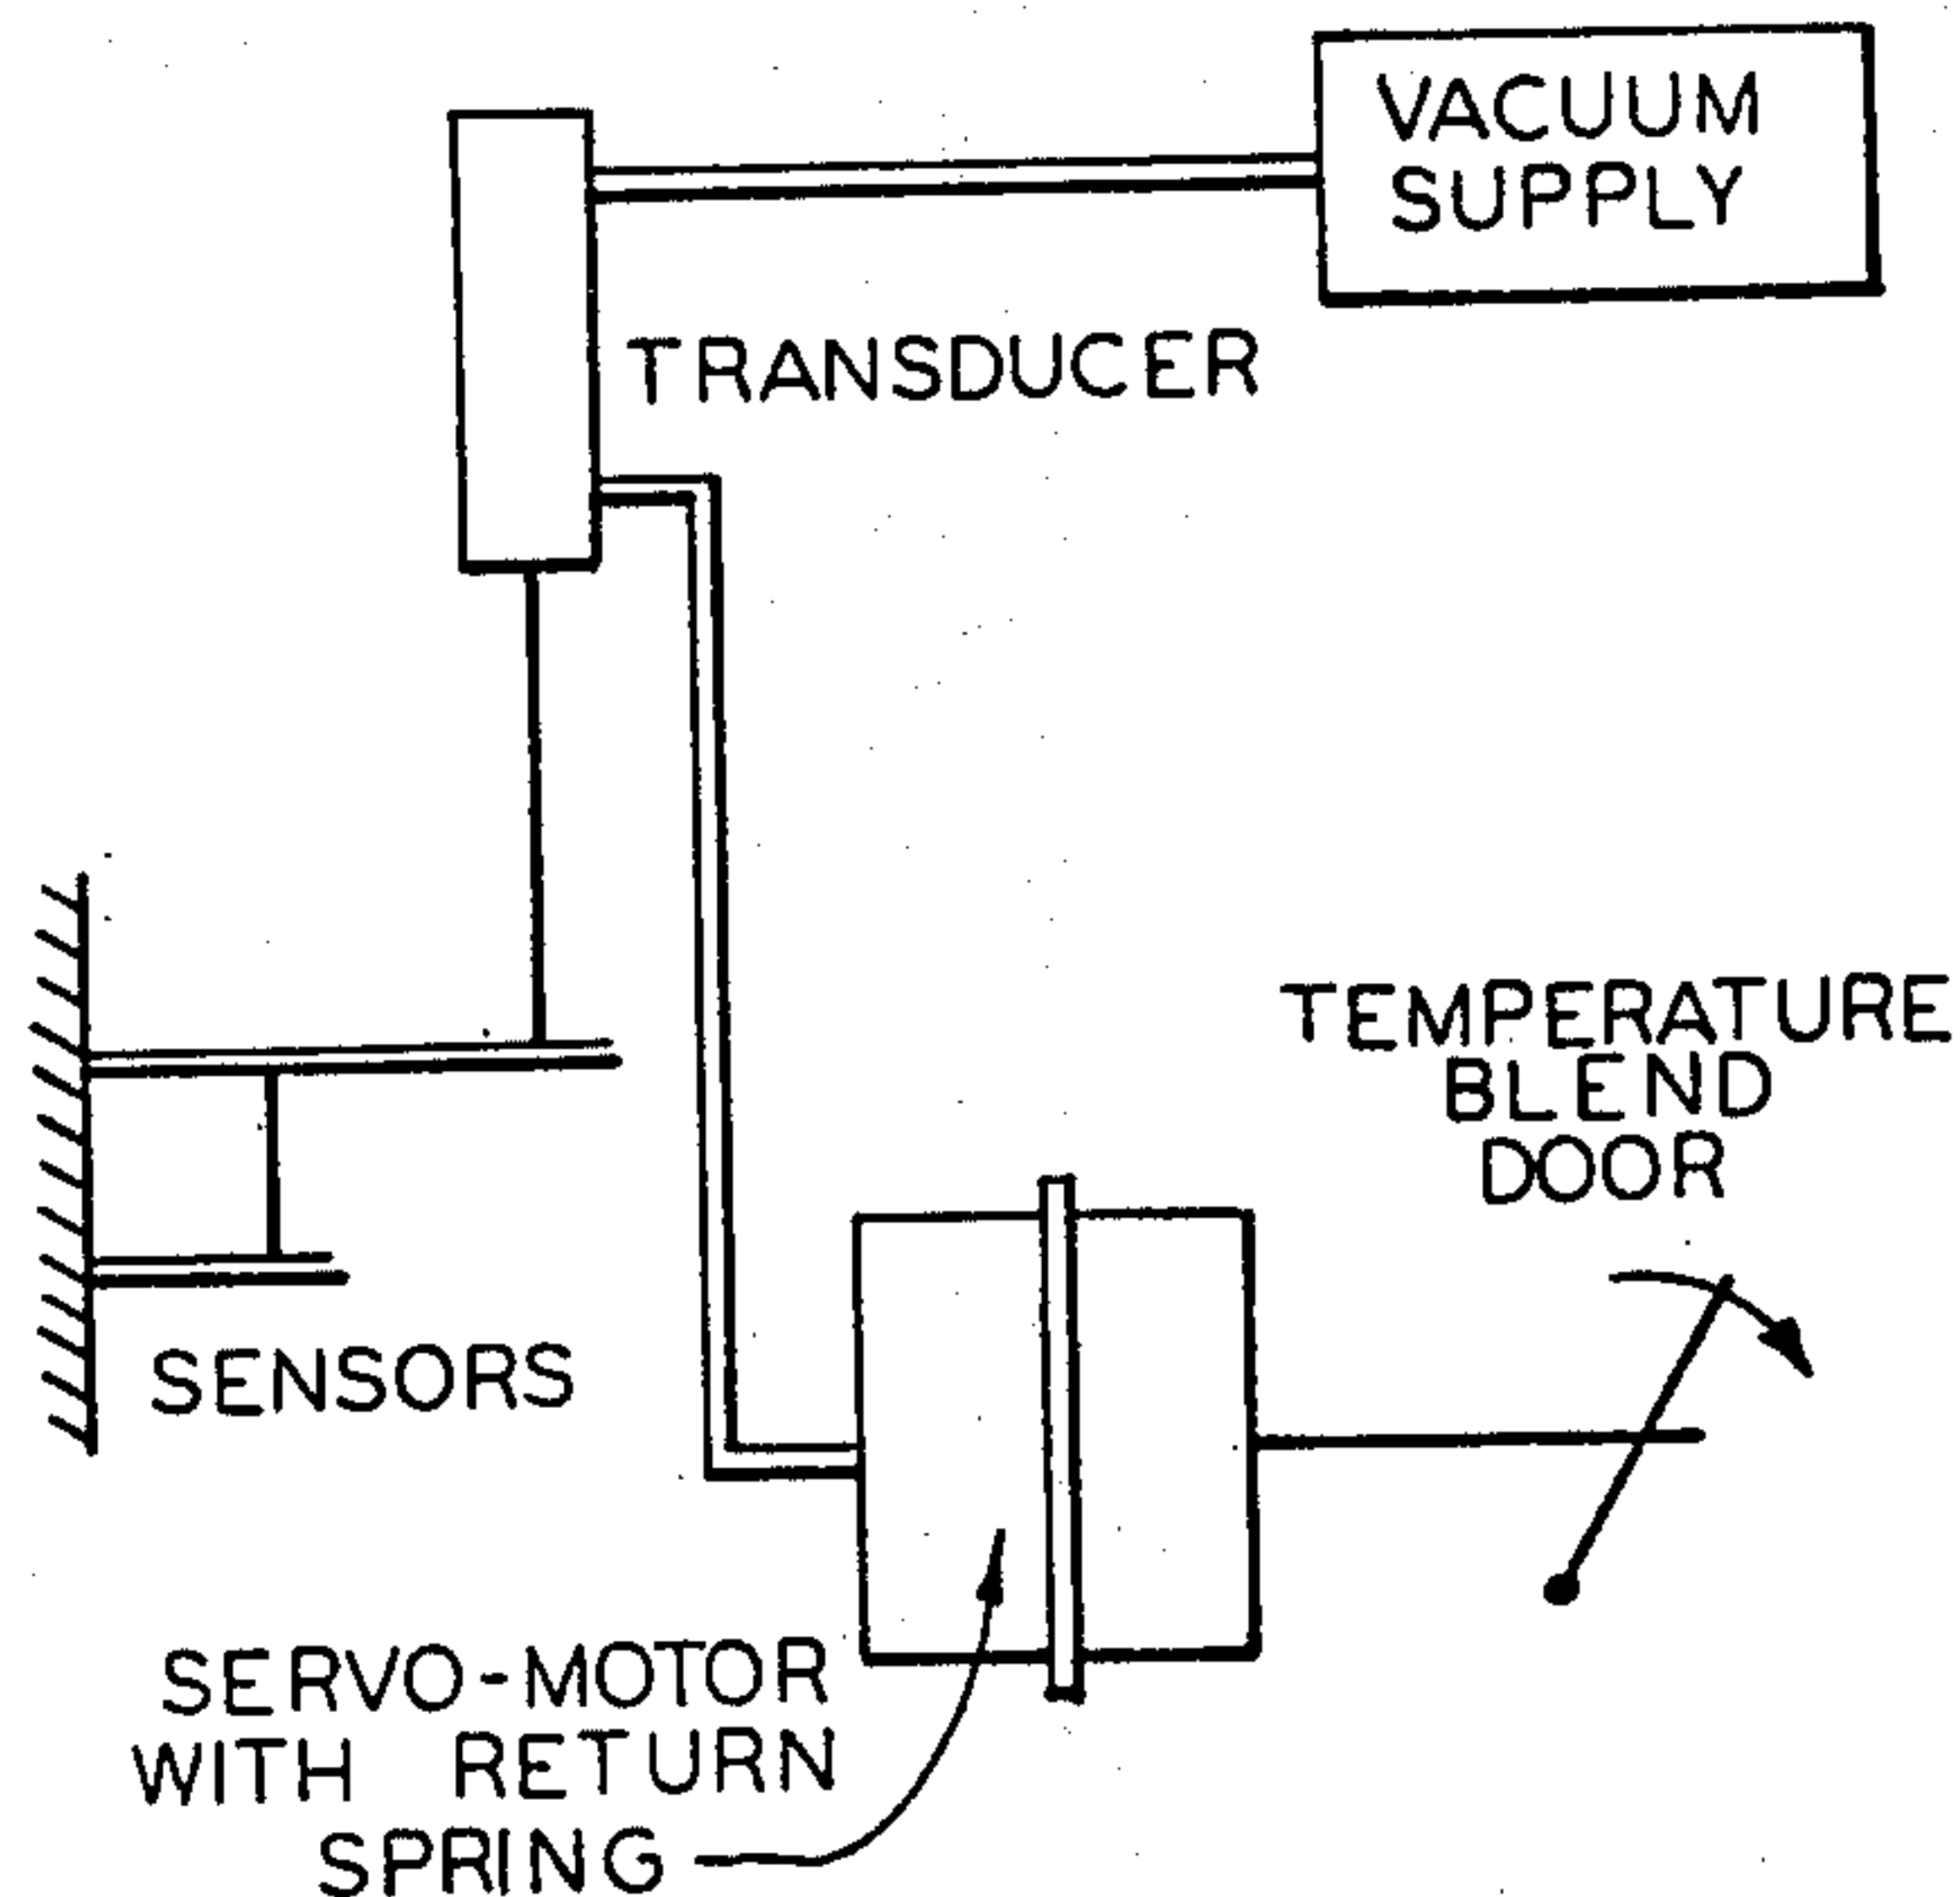 VACUUM
SUPPLY
TRANSDUCER
TEMPERATURE
BLEND
DOOR
SENSORS
SERVO-MOTOR
WITH RETURN
SPRING